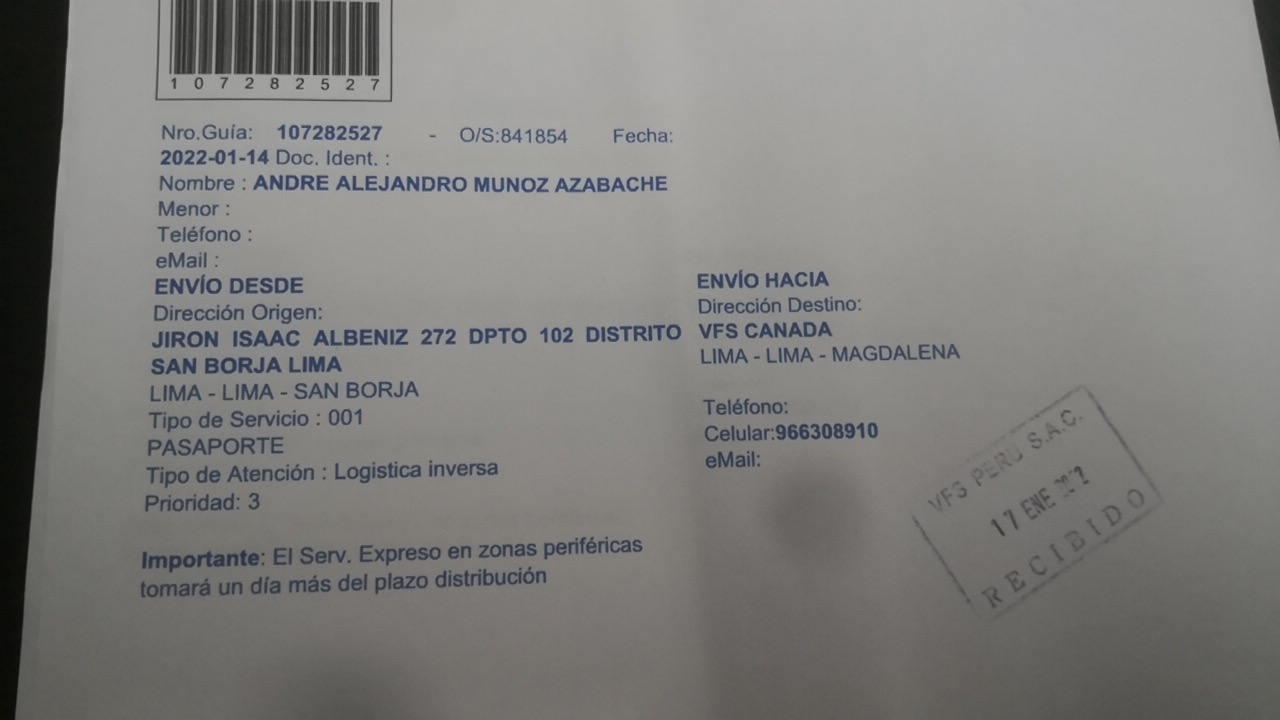 107282527
Nro.Guía: 107282527 - O/S:841854 Fecha:
2022-01-14 Doc. Ident. :
Nombre : ANDRE ALEJANDRO MUNOZ AZABACHE
Menor :
Teléfono :
eMail :
ENVÍO DESDE
Dirección Origen:
JIRON ISAAC ALBENIZ 272 DPTO 102 DISTRITO
SAN BORJA LIMA
LIMA - LIMA - SAN BORJA
Tipo de Servicio : 001
PASAPORTE
Tipo de Atención : Logistica inversa
Prioridad: 3
ENVÍO HACIA
Dirección Destino:
VFS CANADA
LIMA - LIMA - MAGDALENA
Teléfono:
Celular:966308910
eMail:
Importante: El Serv. Expreso en zonas periféricas
tomará un día más del plazo distribución
VFS PERU S.A.C.
17 ENE 2022
RECIBIDO